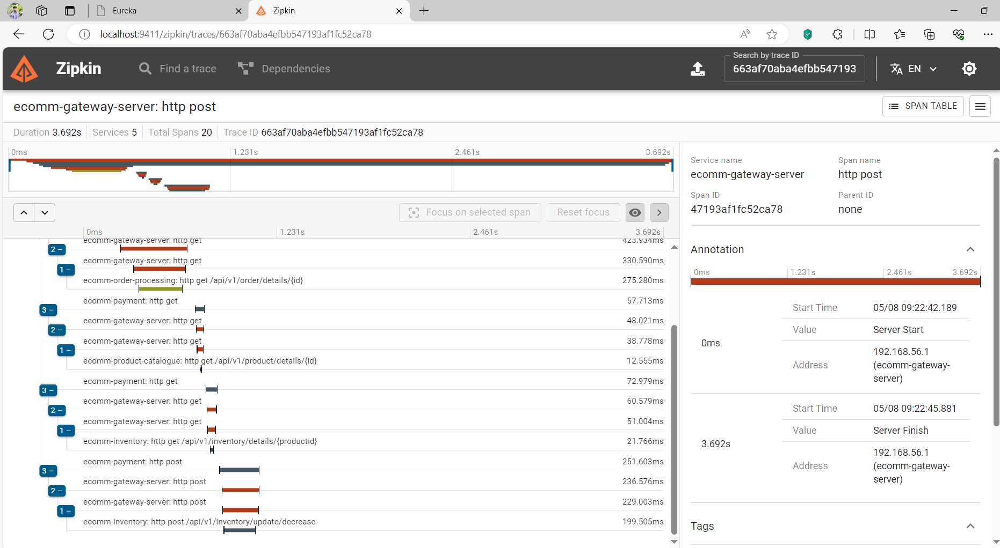 Eureka
Zipkin
localhost:9411/zipkin/traces/663af70aba4efbb547193af1fc52ca78
Zipkin
Find a trace
Dependencies
Search by trace ID
663af70aba4efbb547193
EN
ecomm-gateway-server: http post
SPAN TABLE
Duration 3.692s Services 5 Total Spans 20 Trace ID 663af70aba4efbb547193af1fc52ca78
0ms 1.231s 2.461s 3.692s
Focus on selected span
Reset focus
0ms 1.231s 2.461s 3.692s
ecomm-gateway-server: http get 423.934ms
2 −
ecomm-gateway-server: http get 330.590ms
1 −
ecomm-order-processing: http get /api/v1/order/details/{id} 275.280ms
ecomm-payment: http get 57.713ms
3 −
ecomm-gateway-server: http get 48.021ms
2 −
ecomm-gateway-server: http get 38.778ms
1 −
ecomm-product-catalogue: http get /api/v1/product/details/{id} 12.555ms
ecomm-payment: http get 72.979ms
3 −
ecomm-gateway-server: http get 60.579ms
2 −
ecomm-gateway-server: http get 51.004ms
1 −
ecomm-inventory: http get /api/v1/inventory/details/{productid} 21.766ms
ecomm-payment: http post 251.603ms
3 −
ecomm-gateway-server: http post 236.576ms
2 −
ecomm-gateway-server: http post 229.003ms
1 −
ecomm-inventory: http post /api/v1/inventory/update/decrease 199.505ms
Service name Span name
ecomm-gateway-server http post
Span ID Parent ID
47193af1fc52ca78 none
Annotation
0ms 1.231s 2.461s 3.692s
Start Time 05/08 09:22:42.189
Value Server Start
0ms
Address 192.168.56.1
(ecomm-gateway-
server)
Start Time 05/08 09:22:45.881
Value Server Finish
3.692s
Address 192.168.56.1
(ecomm-gateway-
server)
Tags